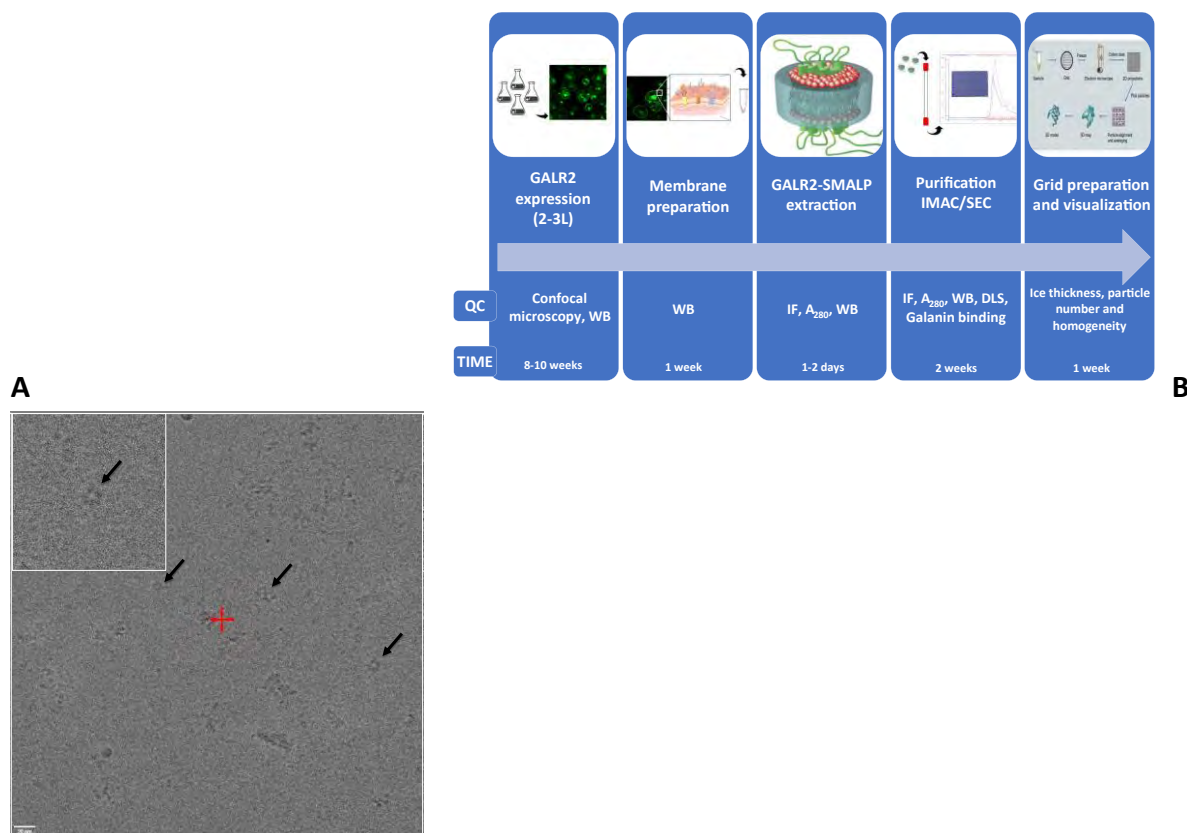 GALR2
expression
(2-3L)
Membrane
preparation
GALR2-SMALP
extraction
Purification
IMAC/SEC
Grid preparation
and visualization
QC
Confocal
microscopy, WB
WB
IF, A280, WB
IF, A280, WB, DLS,
Galanin binding
Ice thickness, particle
number and
homogeneity
TIME
8-10 weeks
1 week
1-2 days
2 weeks
1 week
A
B